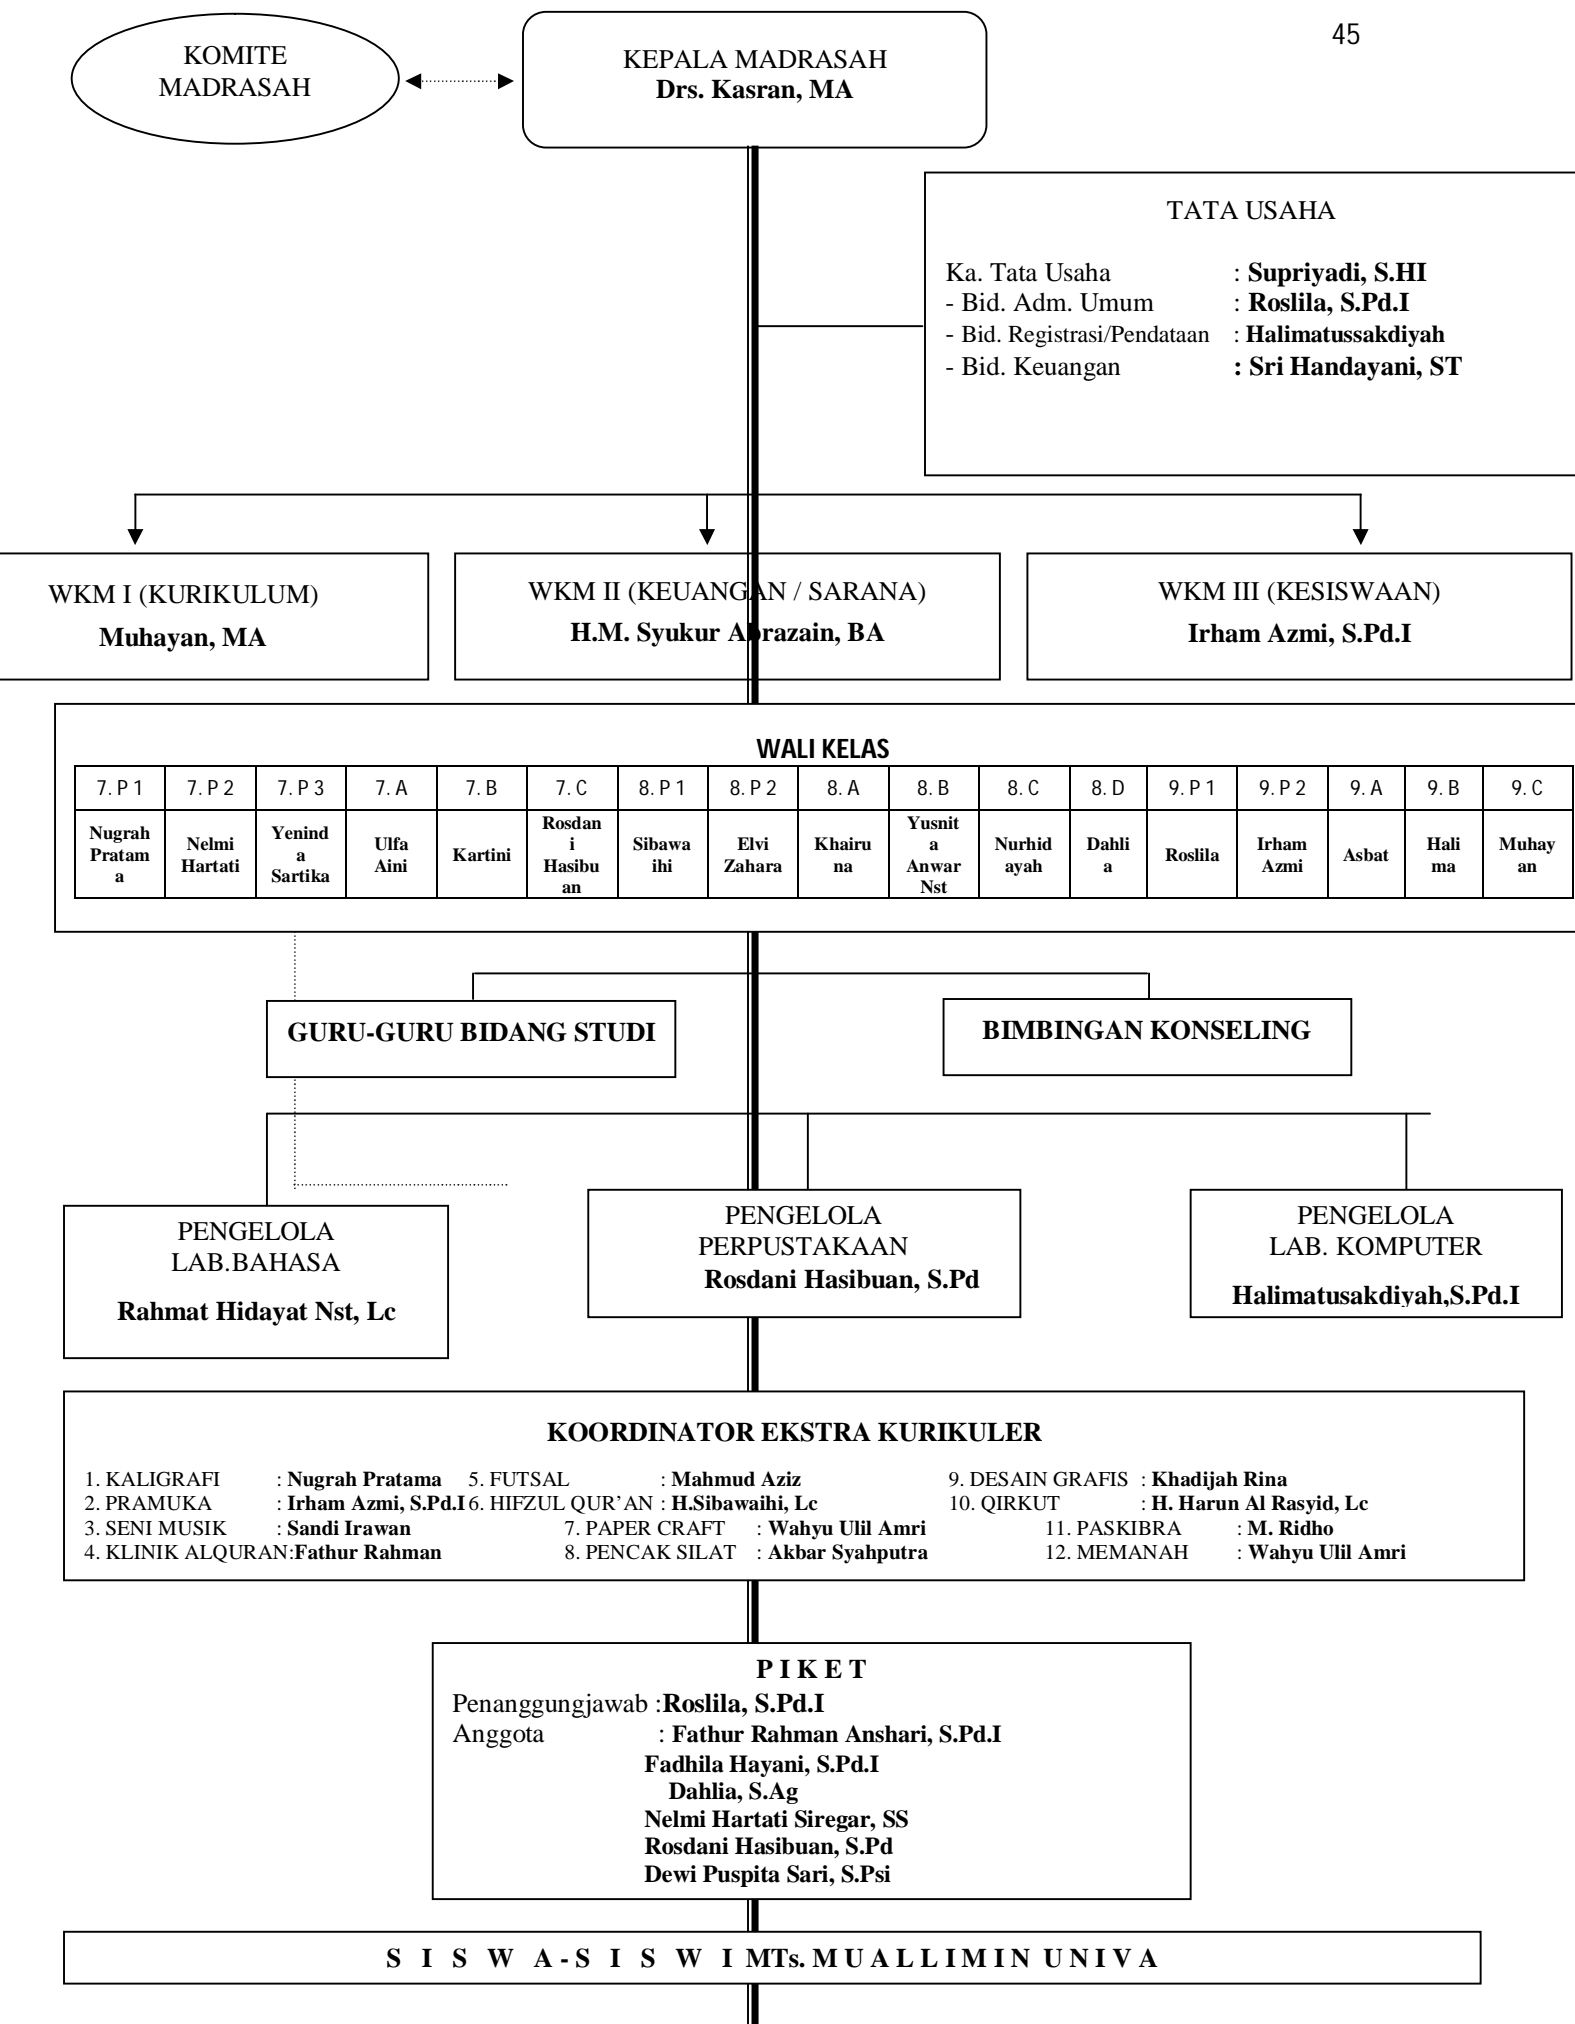 45
KOMITE
MADRASAH
KEPALA MADRASAH
Drs. Kasran, MA
TATA USAHA
Ka. Tata Usaha : Supriyadi, S.HI
- Bid. Adm. Umum : Roslila, S.Pd.I
- Bid. Registrasi/Pendataan : Halimatussakdiyah
- Bid. Keuangan : Sri Handayani, ST
WKM I (KURIKULUM)
Muhayan, MA
WKM II (KEUANGAN / SARANA)
H.M. Syukur Abrazain, BA
WKM III (KESISWAAN)
Irham Azmi, S.Pd.I
WALI KELAS
7. P 1 7. P 2 7. P 3 7. A 7. B 7. C 8. P 1 8. P 2 8. A 8. B 8. C 8. D 9. P 1 9. P 2 9. A 9. B 9. C
Nugrah
Pratam
a
Nelmi
Hartati
Yenind
a
Sartika
Ulfa
Aini
Kartini
Rosdan
i
Hasibu
an
Sibawa
ihi
Elvi
Zahara
Khairu
na
Yusnit
a
Anwar
Nst
Nurhid
ayah
Dahli
a
Roslila
Irham
Azmi
Asbat
Hali
ma
Muhay
an
GURU-GURU BIDANG STUDI
BIMBINGAN KONSELING
PENGELOLA
LAB.BAHASA
Rahmat Hidayat Nst, Lc
PENGELOLA
PERPUSTAKAAN
Rosdani Hasibuan, S.Pd
PENGELOLA
LAB. KOMPUTER
Halimatusakdiyah,S.Pd.I
KOORDINATOR EKSTRA KURIKULER
1. KALIGRAFI : Nugrah Pratama 5. FUTSAL : Mahmud Aziz 9. DESAIN GRAFIS : Khadijah Rina
2. PRAMUKA : Irham Azmi, S.Pd.I 6. HIFZUL QUR’AN : H.Sibawaihi, Lc 10. QIRKUT : H. Harun Al Rasyid, Lc
3. SENI MUSIK : Sandi Irawan 7. PAPER CRAFT : Wahyu Ulil Amri 11. PASKIBRA : M. Ridho
4. KLINIK ALQURAN:Fathur Rahman 8. PENCAK SILAT : Akbar Syahputra 12. MEMANAH : Wahyu Ulil Amri
P I K E T
Penanggungjawab :Roslila, S.Pd.I
Anggota : Fathur Rahman Anshari, S.Pd.I
Fadhila Hayani, S.Pd.I
Dahlia, S.Ag
Nelmi Hartati Siregar, SS
Rosdani Hasibuan, S.Pd
Dewi Puspita Sari, S.Psi
S I S W A - S I S W I MTs. M U A L L I M I N U N I V A